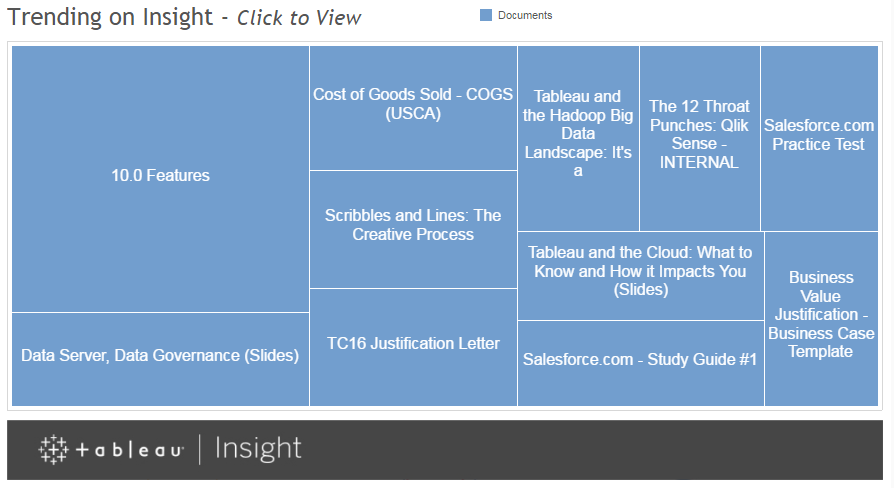 Trending on Insight - Click to View
Documents
10.0 Features
Data Server, Data Governance (Slides)
Cost of Goods Sold - COGS
(USCA)
Scribbles and Lines: The
Creative Process
TC16 Justification Letter
Tableau and
the Hadoop Big
Data
Landscape: It's
a
The 12 Throat
Punches: Qlik
Sense -
INTERNAL
Salesforce.com
Practice Test
Tableau and the Cloud: What to
Know and How it Impacts You
(Slides)
Salesforce.com - Study Guide #1
Business
Value
Justification -
Business Case
Template
+ableau Insight